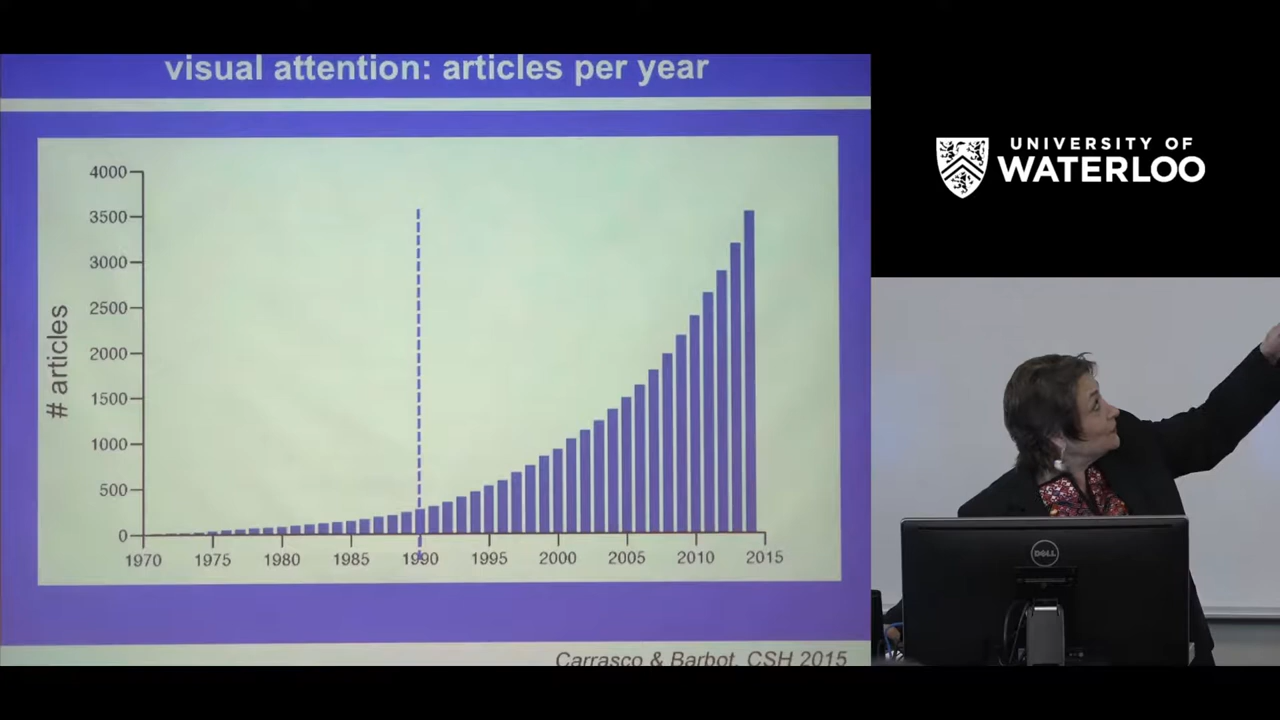 visual attention: articles per year
4000
3500
3000
2500
2000
1500
1000
500
0
# articles
1970 1975 1980 1985 1990 1995 2000 2005 2010 2015
Carrasco & Barbot, CSH 2015
UNIVERSITY OF
WATERLOO
DELL